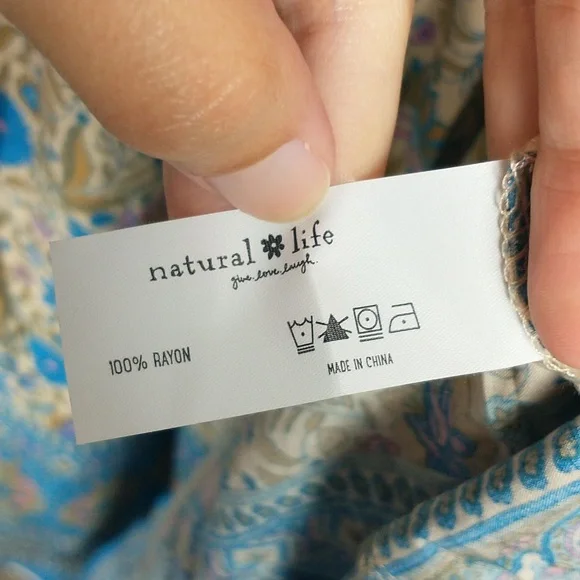 natural life
give.love.laugh.
100% RAYON
MADE IN CHINA